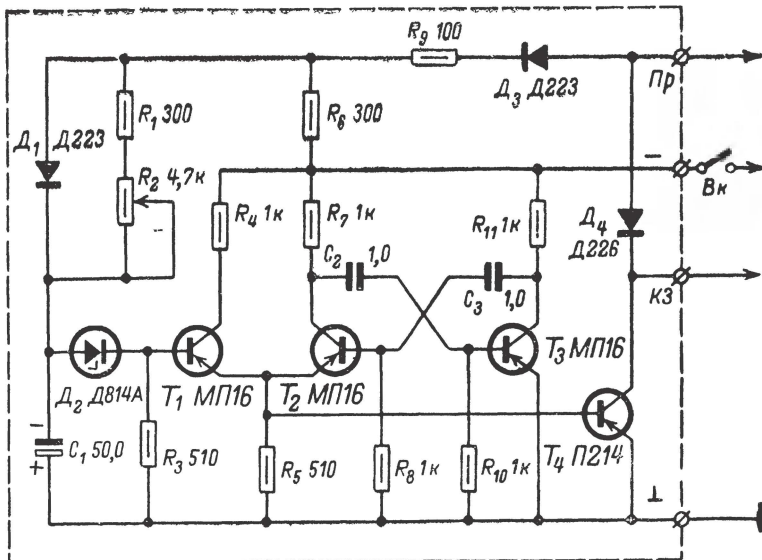 R9 100
Д3 Д223
Пр
R1 300
R6 300
Д1 Д223
R2 4,7к
−
Вк
R4 1к
R7 1к
R11 1к
Д4 Д226
C2 1,0
C3 1,0
КЗ
Д2 Д814А
T1 МП16
T2 МП16
T3 МП16
−
+
C1 50,0
R3 510
R5 510
R8 1к
R10 1к
T4 П214
⊥